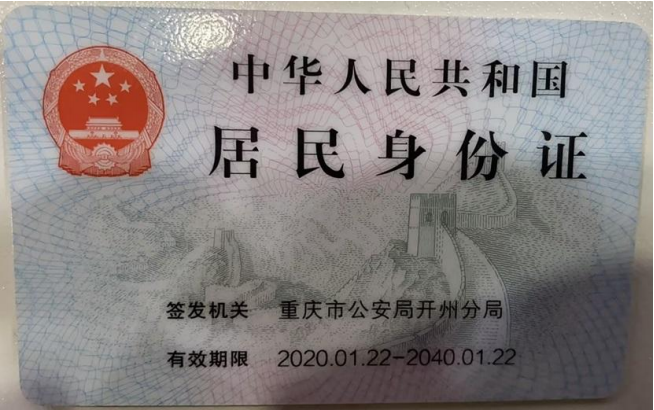 中华人民共和国
居民身份证
签发机关 重庆市公安局开州分局
有效期限 2020.01.22-2040.01.22